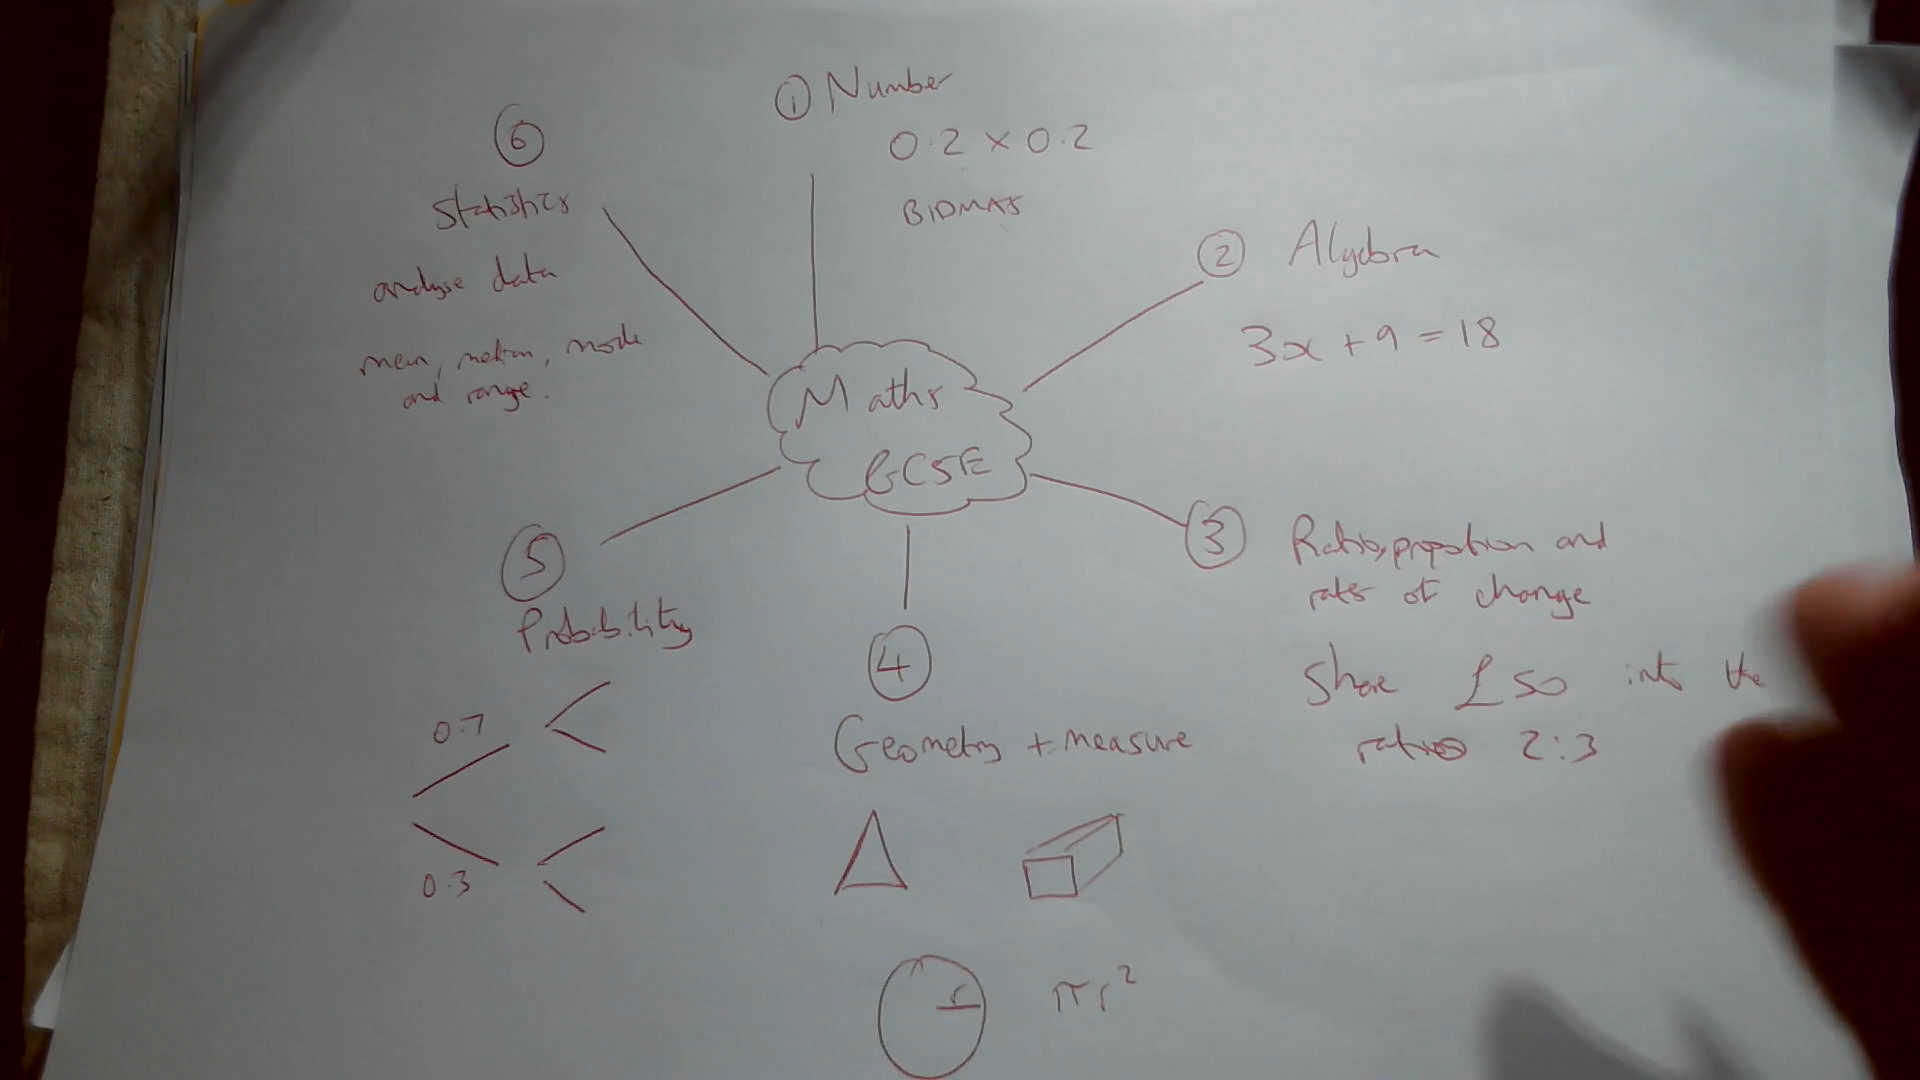 ① Number
0.2 × 0.2
BIDMAS
② Algebra
3x + 9 = 18
③ Ratio, proportion and
rates of change
Share £50 into the
ratio 2:3
④
Geometry + measure
r
πr²
⑤
Probability
0.7
0.3
⑥
Statistics
analyse data
mean, median, mode
and range.
Maths
GCSE